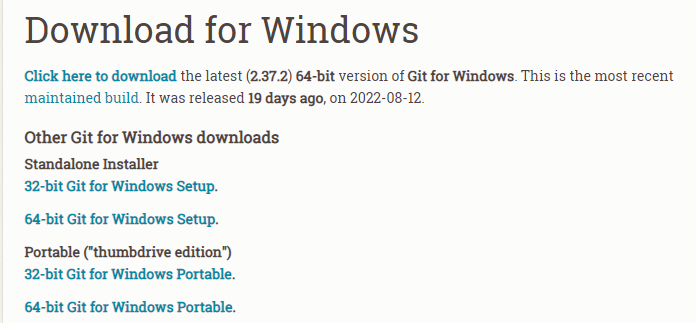 Download for Windows
Click here to download the latest (2.37.2) 64-bit version of Git for Windows. This is the most recent
maintained build. It was released 19 days ago, on 2022-08-12.
Other Git for Windows downloads
Standalone Installer
32-bit Git for Windows Setup.
64-bit Git for Windows Setup.
Portable ("thumbdrive edition")
32-bit Git for Windows Portable.
64-bit Git for Windows Portable.